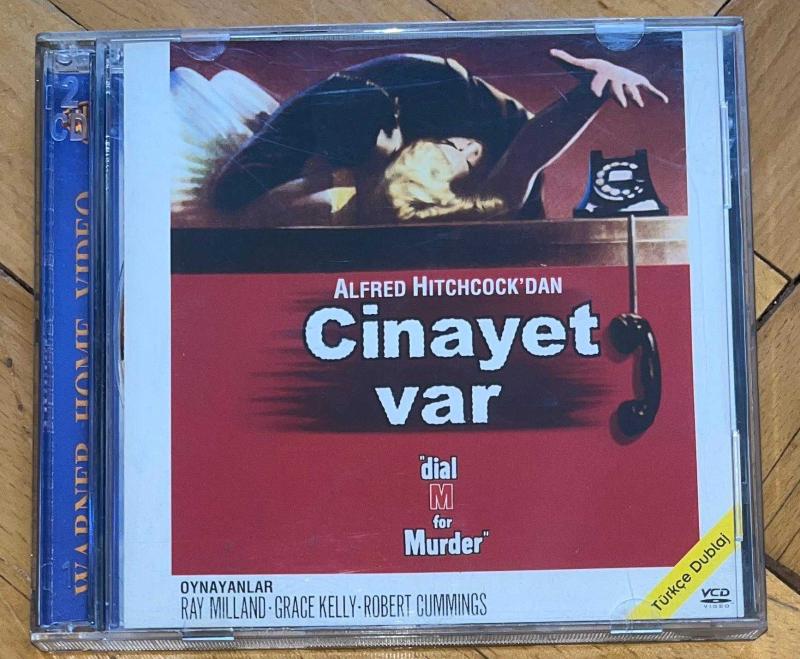 2
CD
WARNER HOME VIDEO
ALFRED HITCHCOCK'DAN
Cinayet
var
"dial
M
for
Murder"
OYNAYANLAR
RAY MILLAND·GRACE KELLY·ROBERT CUMMINGS
Türkçe Dublaj
VCD
VIDEO